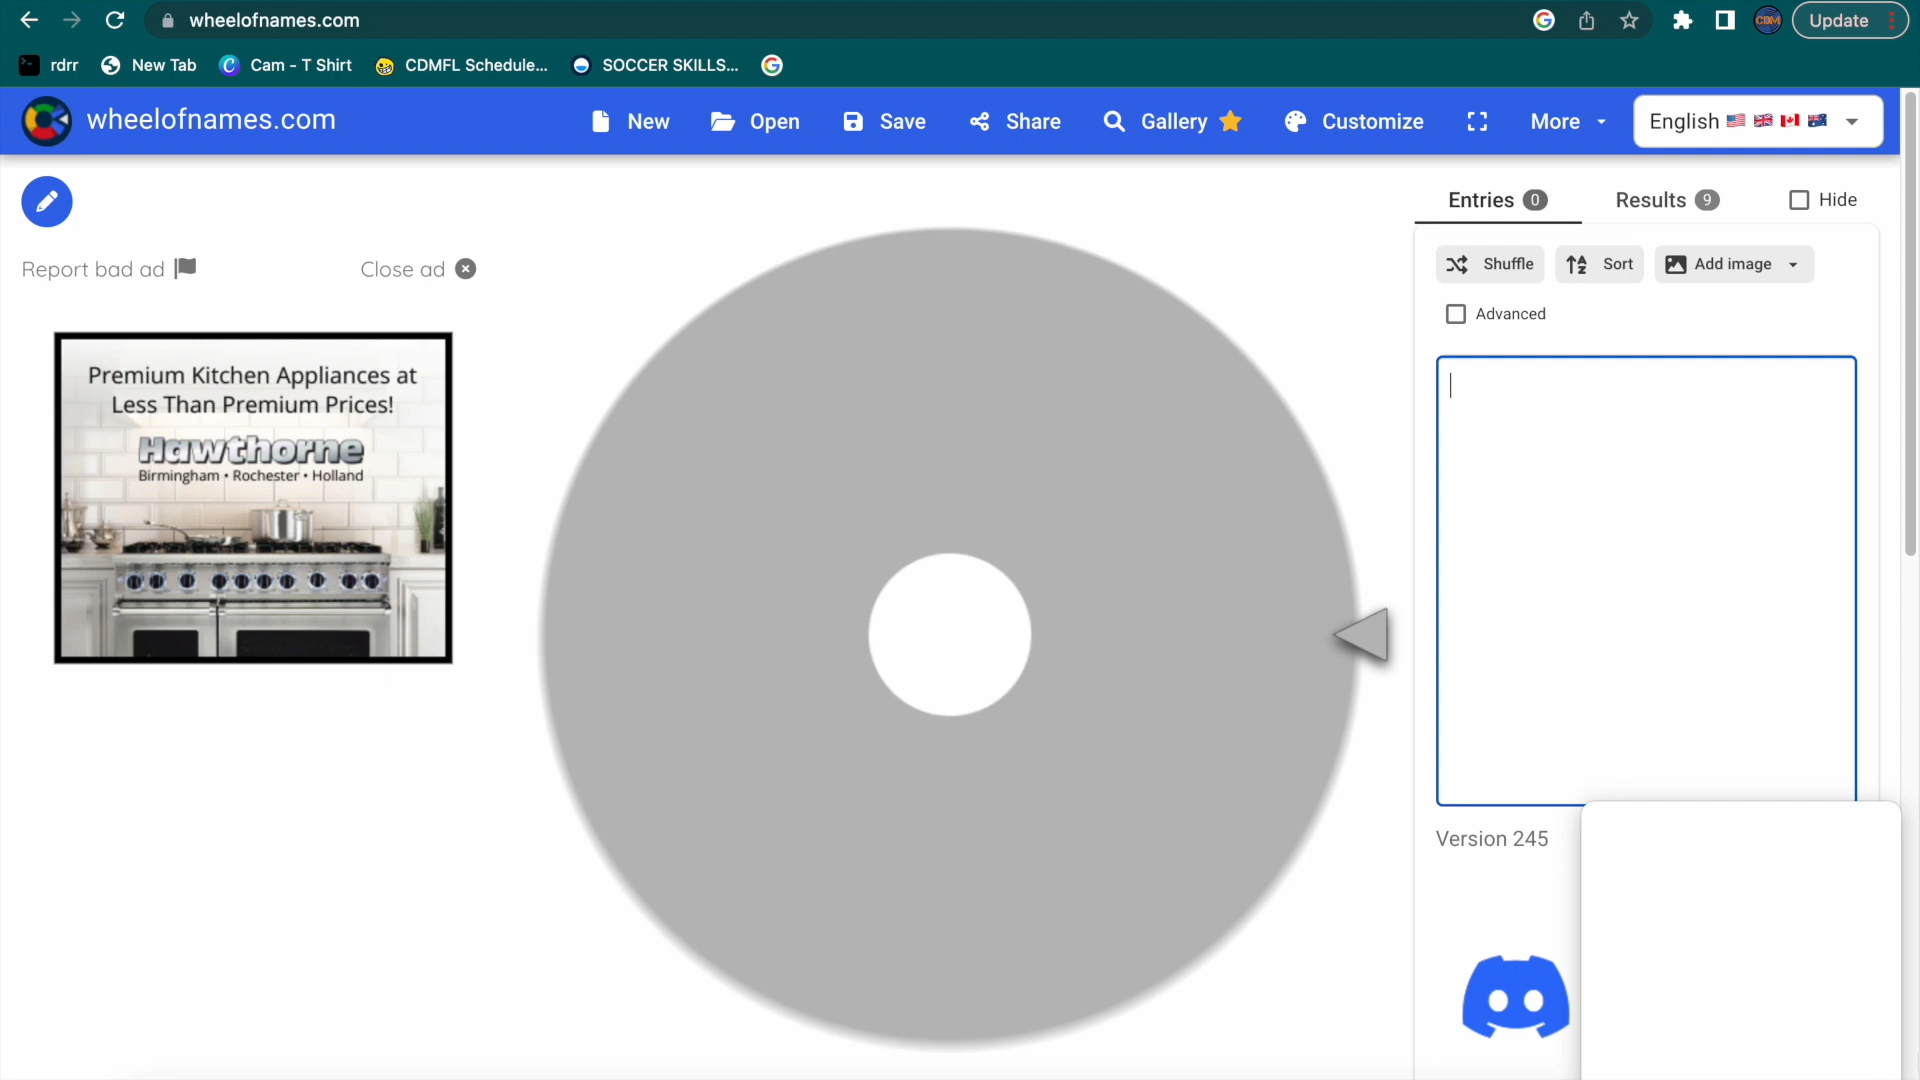 wheelofnames.com
Update
rdrr
New Tab
Cam - T Shirt
CDMFL Schedule...
SOCCER SKILLS...
wheelofnames.com
New
Open
Save
Share
Gallery
Customize
More
English
Entries 0
Results 9
Hide
Report bad ad
Close ad
Shuffle
Sort
Add image
Advanced
Premium Kitchen Appliances at
Less Than Premium Prices!
Hawthorne
Birmingham • Rochester • Holland
Version 245